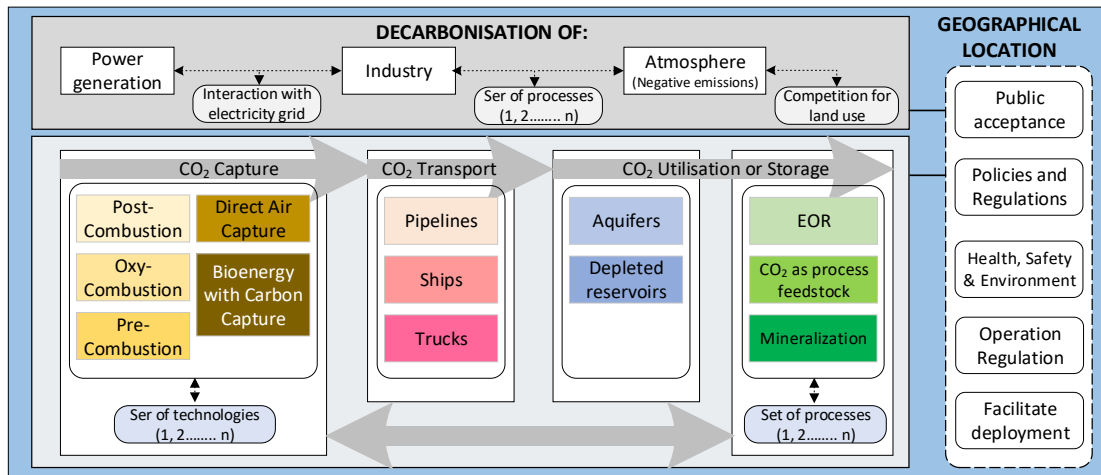 DECARBONISATION OF:
Power
generation
Industry
Atmosphere
(Negative emissions)
Interaction with
electricity grid
Ser of processes
(1, 2........ n)
Competition for
land use
CO₂ Capture
CO₂ Transport
CO₂ Utilisation or Storage
Post-
Combustion
Oxy-
Combustion
Pre-
Combustion
Direct Air
Capture
Bioenergy
with Carbon
Capture
Ser of technologies
(1, 2........ n)
Pipelines
Ships
Trucks
Aquifers
Depleted
reservoirs
EOR
CO₂ as process
feedstock
Mineralization
Set of processes
(1, 2........ n)
GEOGRAPHICAL
LOCATION
Public
acceptance
Policies and
Regulations
Health, Safety
& Environment
Operation
Regulation
Facilitate
deployment